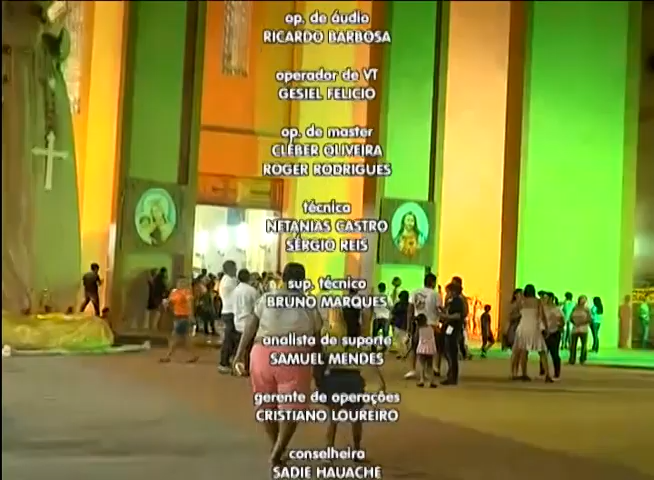 op. de áudio
RICARDO BARBOSA
operador de VT
GESIEL FELICIO
op. de master
CLÉBER OLIVEIRA
ROGER RODRIGUES
técnica
NETANIAS CASTRO
SÉRGIO REIS
sup. técnico
BRUNO MARQUES
analista de suporte
SAMUEL MENDES
gerente de operações
CRISTIANO LOUREIRO
conselheira
SADIE HAUACHE